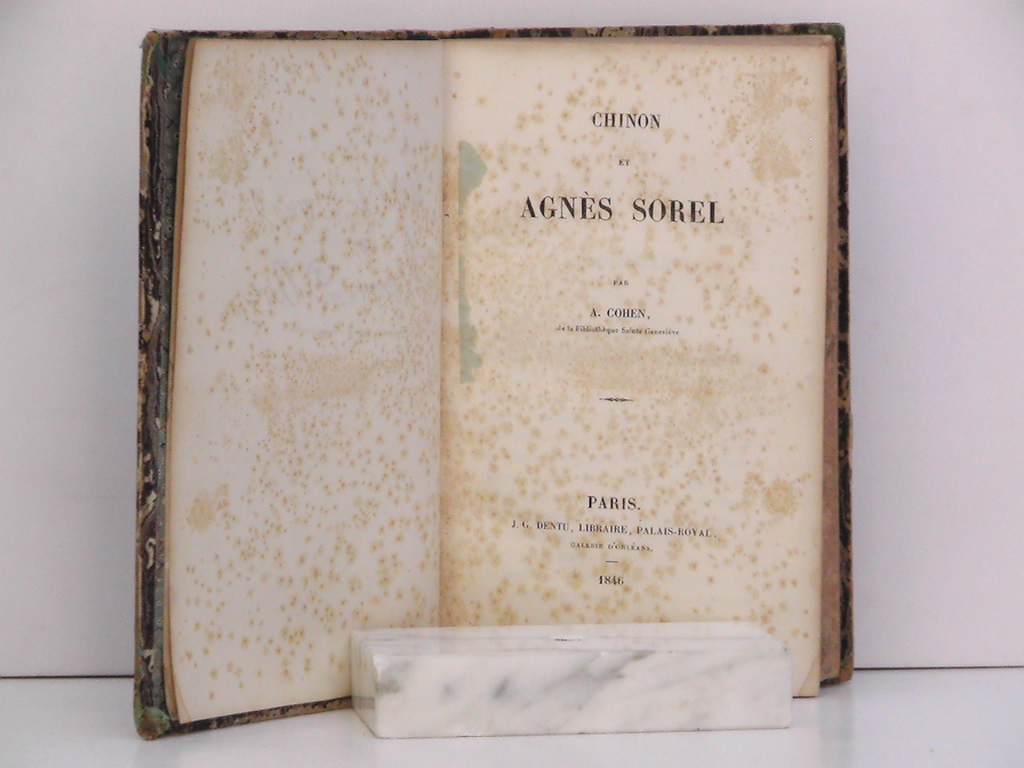 CHINON
ET
AGNÈS SOREL
PAR
A. COHEN,
de la Bibliothèque Sainte-Geneviève
PARIS.
J. G. DENTU, LIBRAIRE, PALAIS-ROYAL,
GALERIE D'ORLÉANS.
1846